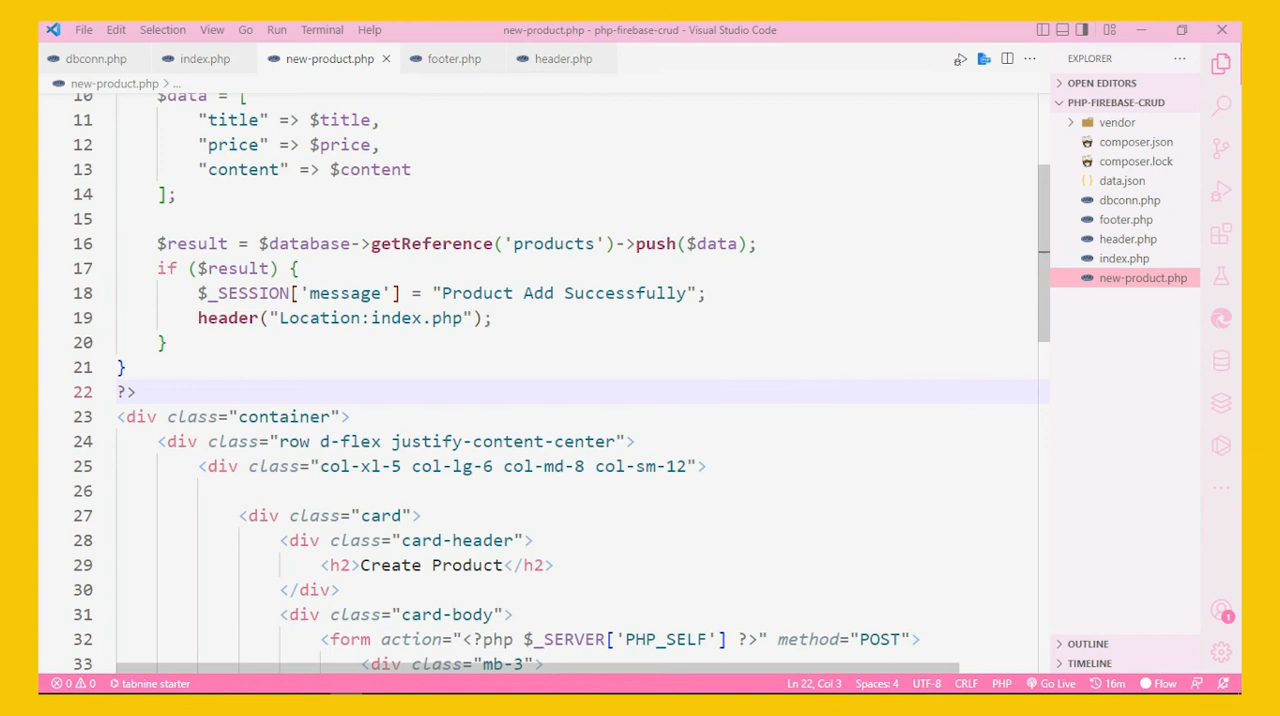 File Edit Selection View Go Run Terminal Help new-product.php - php-firebase-crud - Visual Studio Code
dbconn.php index.php new-product.php footer.php header.php
new-product.php > ...
10 $data = [
11 "title" => $title,
12 "price" => $price,
13 "content" => $content
14 ];
15
16 $result = $database->getReference('products')->push($data);
17 if ($result) {
18 $_SESSION['message'] = "Product Add Successfully";
19 header("Location:index.php");
20 }
21 }
22 ?>
23 <div class="container">
24 <div class="row d-flex justify-content-center">
25 <div class="col-xl-5 col-lg-6 col-md-8 col-sm-12">
26
27 <div class="card">
28 <div class="card-header">
29 <h2>Create Product</h2>
30 </div>
31 <div class="card-body">
32 <form action="<?php $_SERVER['PHP_SELF'] ?>" method="POST">
33 <div class="mb-3">
EXPLORER
OPEN EDITORS
PHP-FIREBASE-CRUD
vendor
composer.json
composer.lock
{} data.json
dbconn.php
footer.php
header.php
index.php
new-product.php
OUTLINE
TIMELINE
1
0 0 tabnine starter Ln 22, Col 3 Spaces: 4 UTF-8 CRLF PHP Go Live 16m Flow